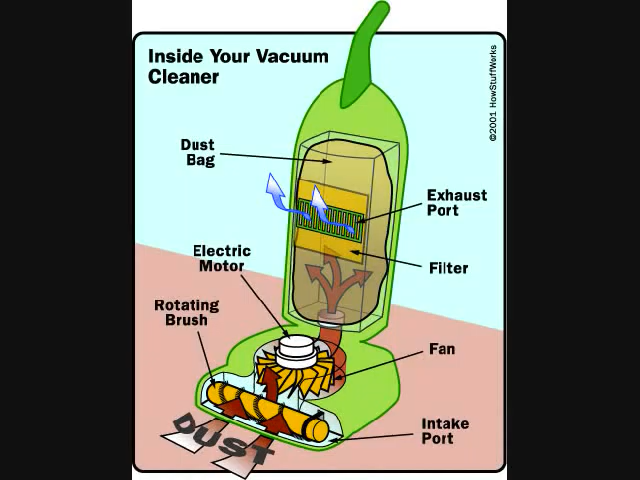 Inside Your Vacuum
Cleaner
©2001 HowStuffWorks
Dust
Bag
Exhaust
Port
Electric
Motor
Filter
Rotating
Brush
Fan
Intake
Port
DUST